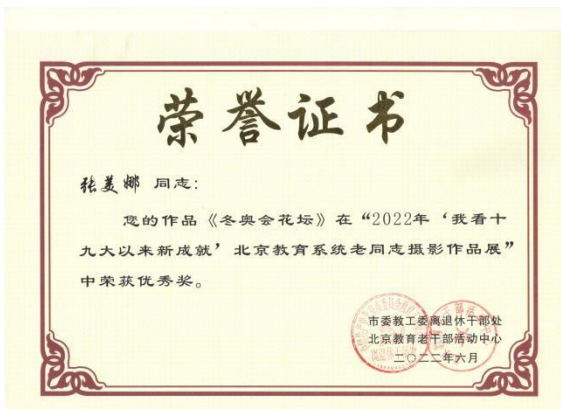 荣誉证书
张美娜 同志:
您的作品《冬奥会花坛》在“2022年‘我看十
九大以来新成就’北京教育系统老同志摄影作品展”
中荣获优秀奖。
市委教工委离退休干部处
北京教育老干部活动中心
二〇二二年六月